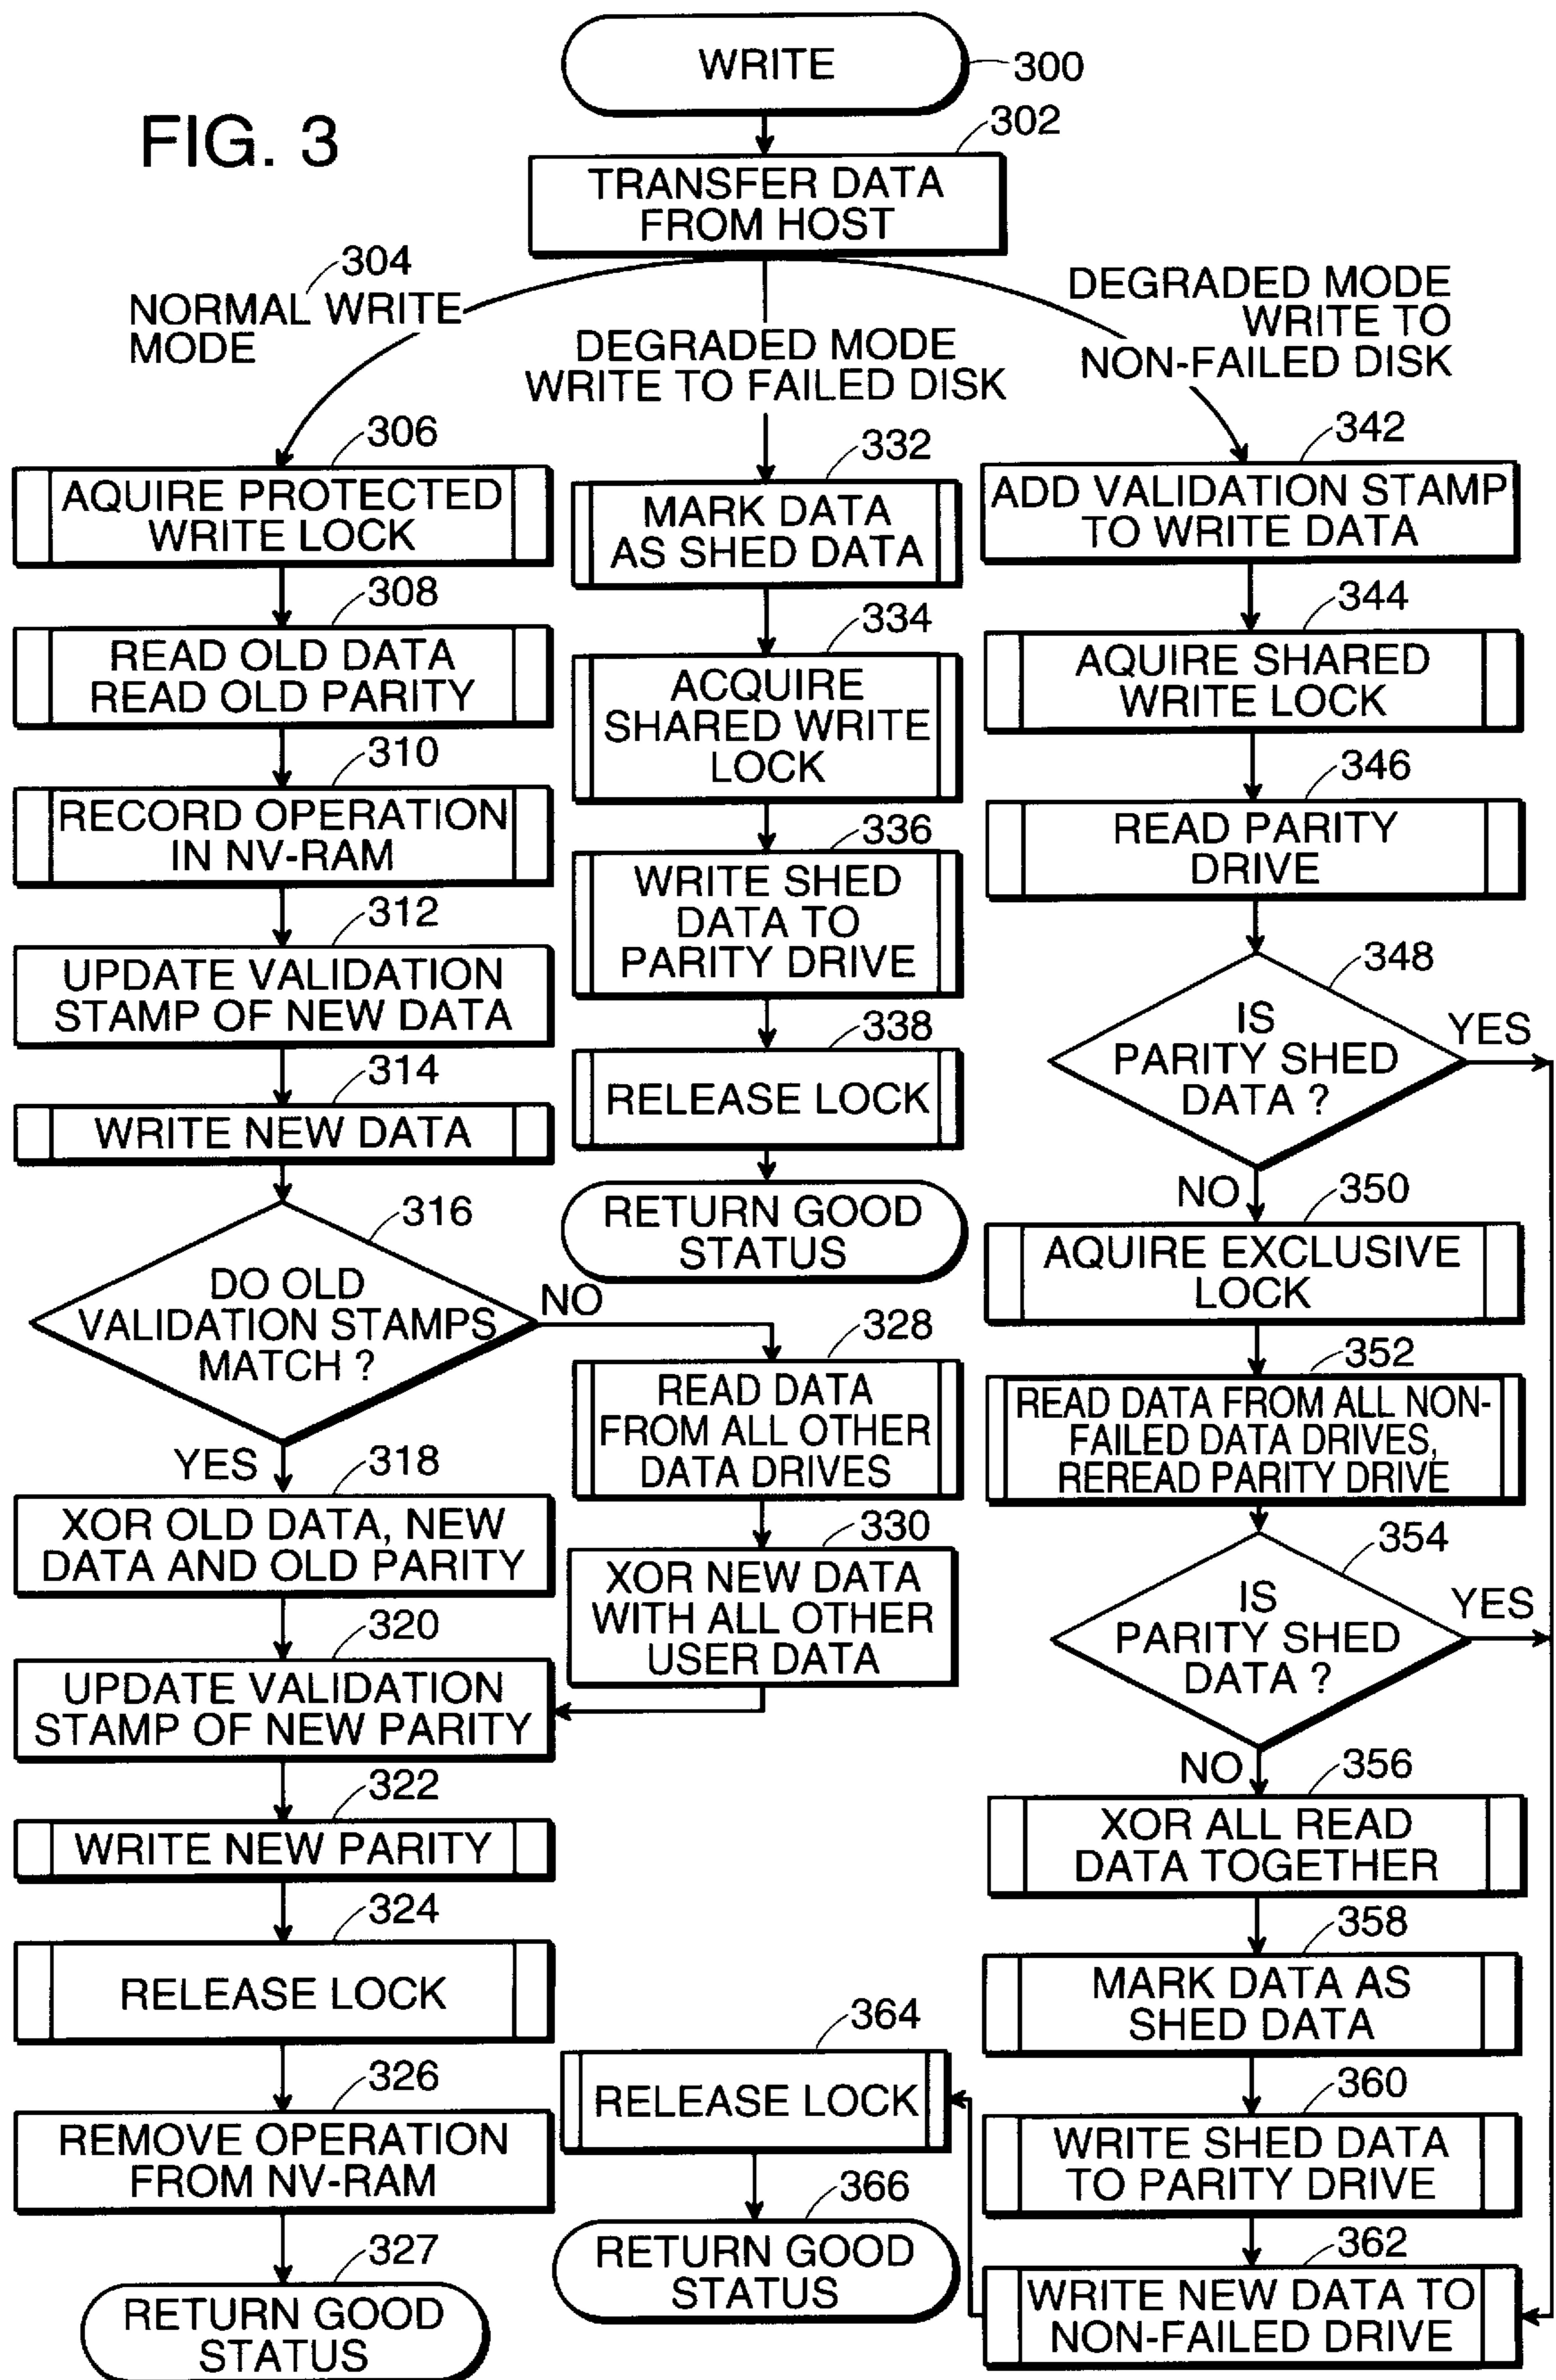 WRITE
300
FIG. 3
302
TRANSFER DATA
FROM HOST
304
NORMAL WRITE
MODE
DEGRADED MODE
WRITE TO FAILED DISK
DEGRADED MODE
WRITE TO
NON-FAILED DISK
306
AQUIRE PROTECTED
WRITE LOCK
308
READ OLD DATA
READ OLD PARITY
310
RECORD OPERATION
IN NV-RAM
312
UPDATE VALIDATION
STAMP OF NEW DATA
314
WRITE NEW DATA
316
DO OLD
VALIDATION STAMPS
MATCH ?
NO
YES
318
XOR OLD DATA, NEW
DATA AND OLD PARITY
320
UPDATE VALIDATION
STAMP OF NEW PARITY
322
WRITE NEW PARITY
324
RELEASE LOCK
326
REMOVE OPERATION
FROM NV-RAM
327
RETURN GOOD
STATUS
332
MARK DATA
AS SHED DATA
334
ACQUIRE
SHARED WRITE
LOCK
336
WRITE SHED
DATA TO
PARITY DRIVE
338
RELEASE LOCK
RETURN GOOD
STATUS
328
READ DATA
FROM ALL OTHER
DATA DRIVES
330
XOR NEW DATA
WITH ALL OTHER
USER DATA
342
ADD VALIDATION STAMP
TO WRITE DATA
344
AQUIRE SHARED
WRITE LOCK
346
READ PARITY
DRIVE
348
IS
PARITY SHED
DATA ?
YES
NO
350
AQUIRE EXCLUSIVE
LOCK
352
READ DATA FROM ALL NON-
FAILED DATA DRIVES,
REREAD PARITY DRIVE
354
IS
PARITY SHED
DATA ?
YES
NO
356
XOR ALL READ
DATA TOGETHER
358
MARK DATA AS
SHED DATA
360
WRITE SHED DATA
TO PARITY DRIVE
362
WRITE NEW DATA TO
NON-FAILED DRIVE
364
RELEASE LOCK
366
RETURN GOOD
STATUS